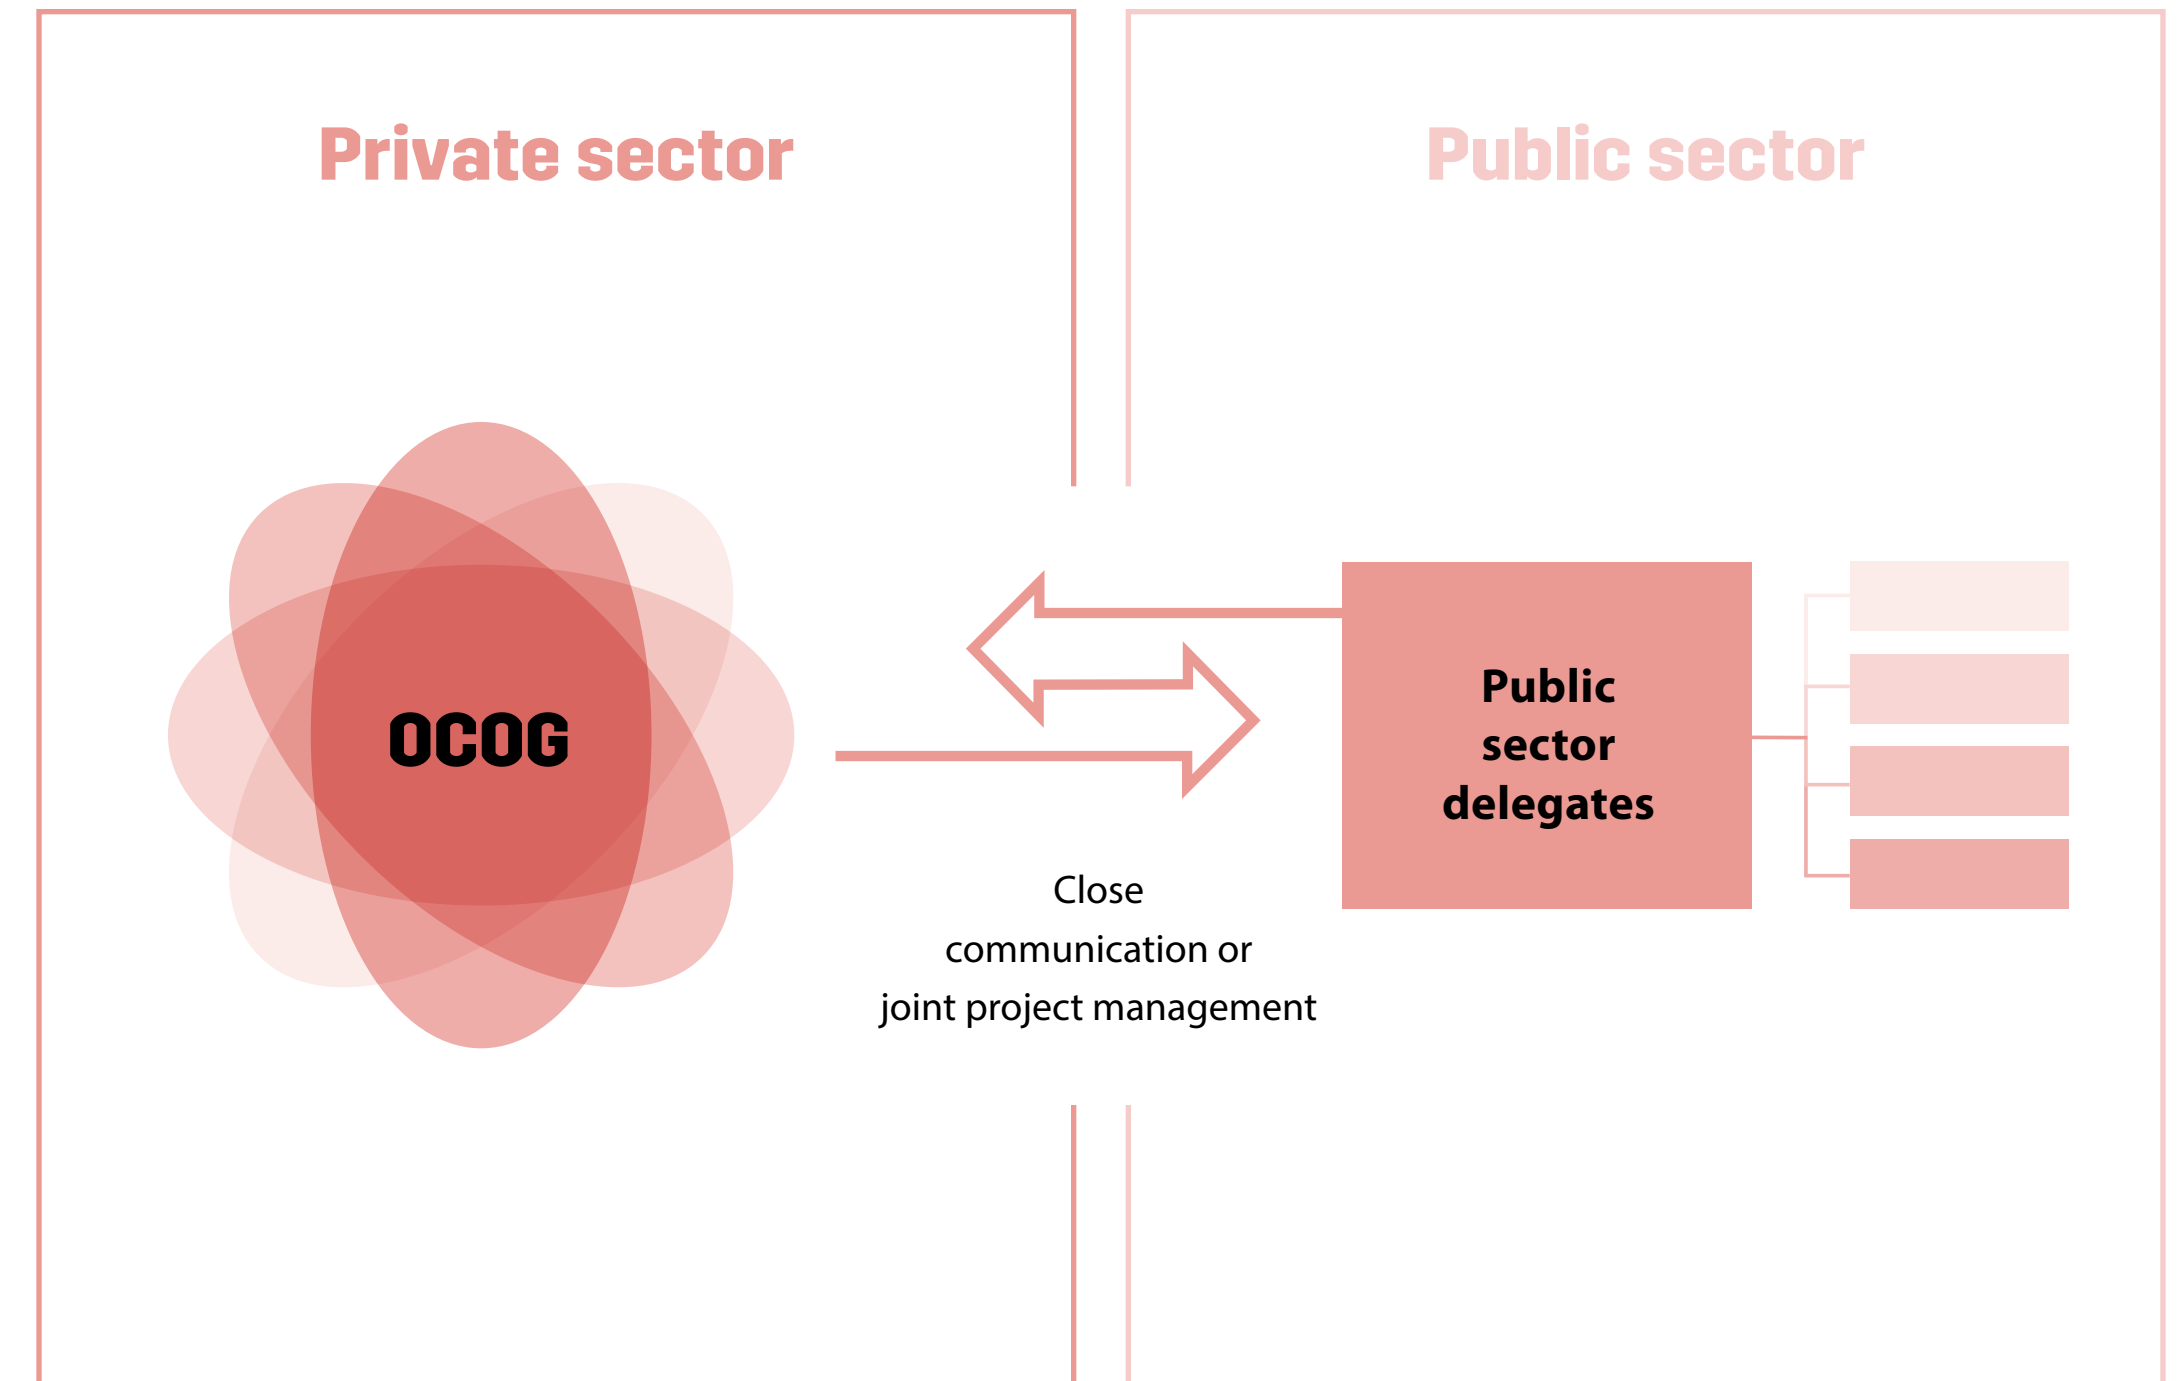 Private sector
Public sector
OCOG
Public
sector
delegates
Close
communication or
joint project management